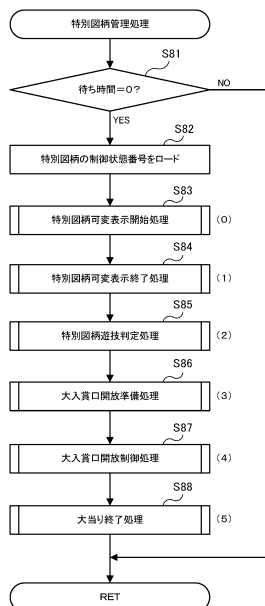 特別図柄管理処理
S81
待ち時間=0?
NO
YES
S82
特別図柄の制御状態番号をロード
S83
特別図柄可変表示開始処理 (0)
S84
特別図柄可変表示終了処理 (1)
S85
特別図柄遊技判定処理 (2)
S86
大入賞口開放準備処理 (3)
S87
大入賞口開放制御処理 (4)
S88
大当り終了処理 (5)
RET